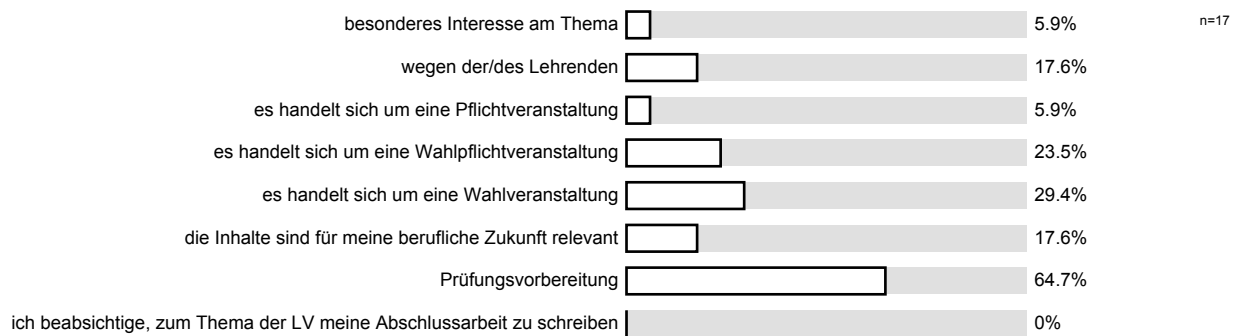 besonderes Interesse am Thema 5.9% n=17
wegen der/des Lehrenden 17.6%
es handelt sich um eine Pflichtveranstaltung 5.9%
es handelt sich um eine Wahlpflichtveranstaltung 23.5%
es handelt sich um eine Wahlveranstaltung 29.4%
die Inhalte sind für meine berufliche Zukunft relevant 17.6%
Prüfungsvorbereitung 64.7%
ich beabsichtige, zum Thema der LV meine Abschlussarbeit zu schreiben 0%